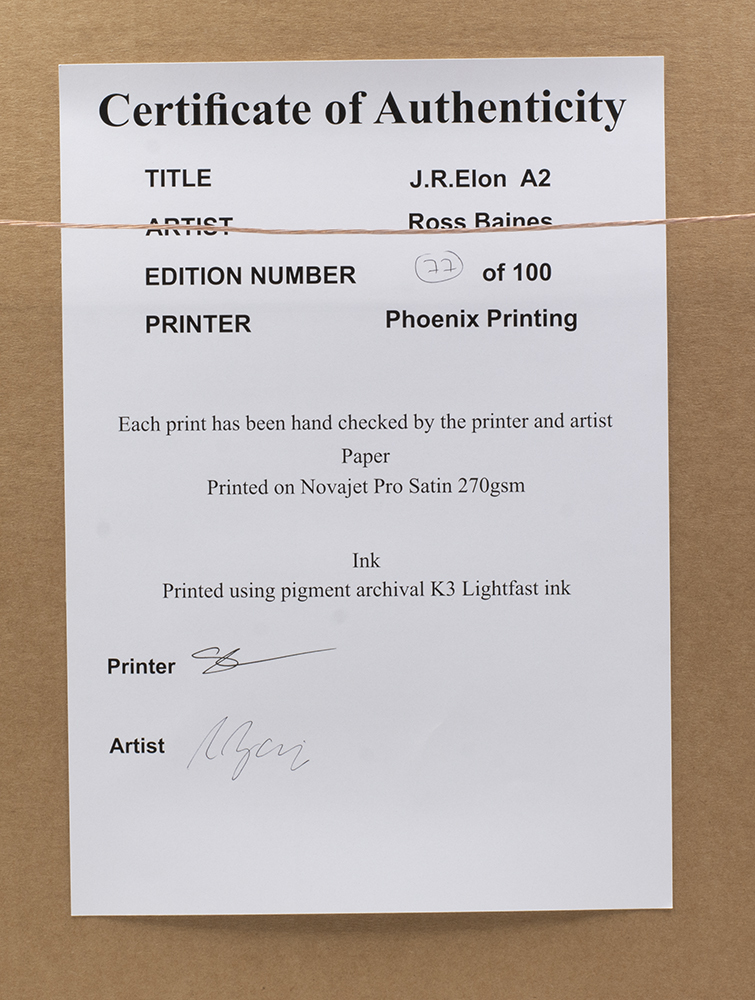 Certificate of Authenticity
TITLE J.R.Elon A2
ARTIST Ross Baines
EDITION NUMBER 77 of 100
PRINTER Phoenix Printing
Each print has been hand checked by the printer and artist
Paper
Printed on Novajet Pro Satin 270gsm
Ink
Printed using pigment archival K3 Lightfast ink
Printer
Artist